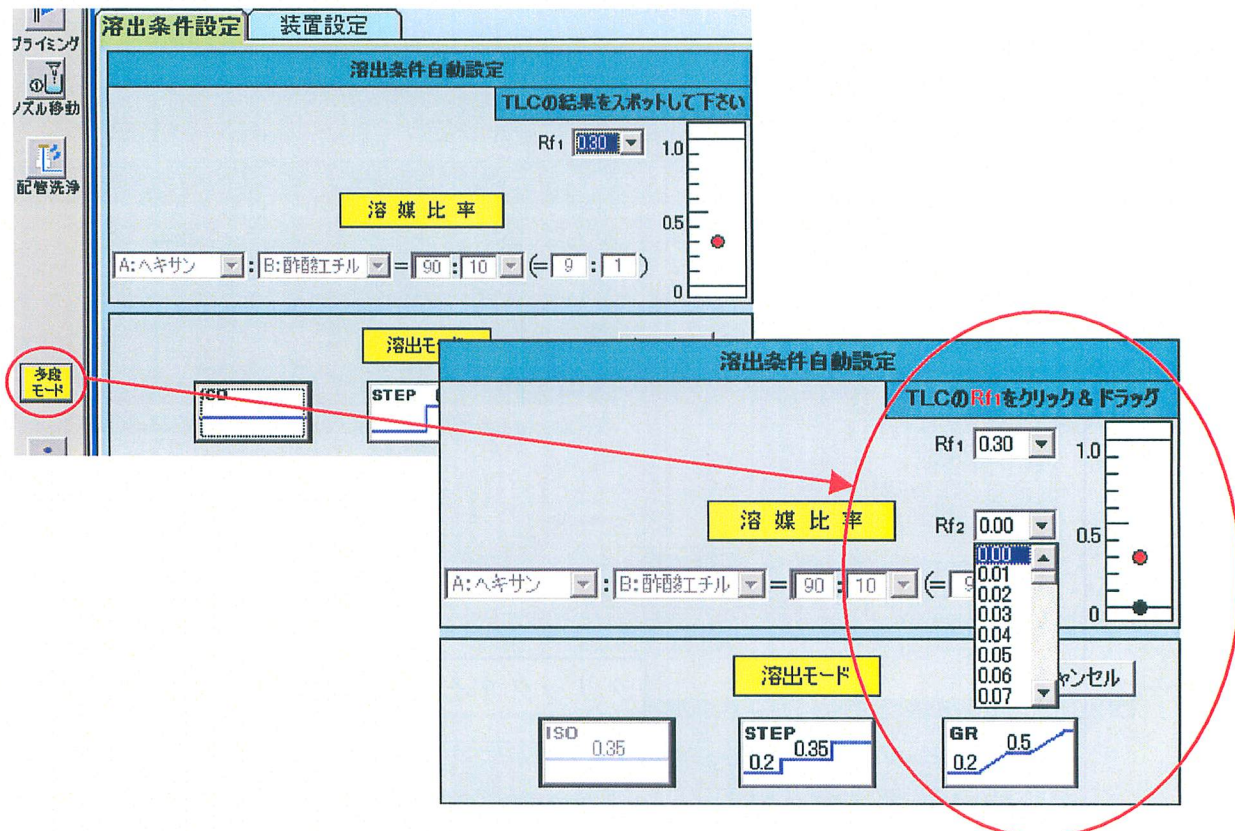 プライミング
ノズル移動
配管洗浄
多段
モード
溶出条件設定
装置設定
溶出条件自動設定
TLCの結果をスポットして下さい
Rf1 0.30
1.0
0.5
0
溶媒比率
A:ヘキサン : B:酢酸エチル = 90 : 10 (= 9 : 1 )
溶出モ
ISO
STEP
溶出条件自動設定
TLCのRf1をクリック & ドラッグ
Rf1 0.30
1.0
溶媒比率
Rf2 0.00
0.5
0.00
0.01
0.02
0.03
0.04
0.05
0.06
0.07
A:ヘキサン : B:酢酸エチル = 90 : 10 (= 9
0
溶出モード
ャンセル
ISO
0.35
STEP
0.2 0.35
GR
0.2 0.5